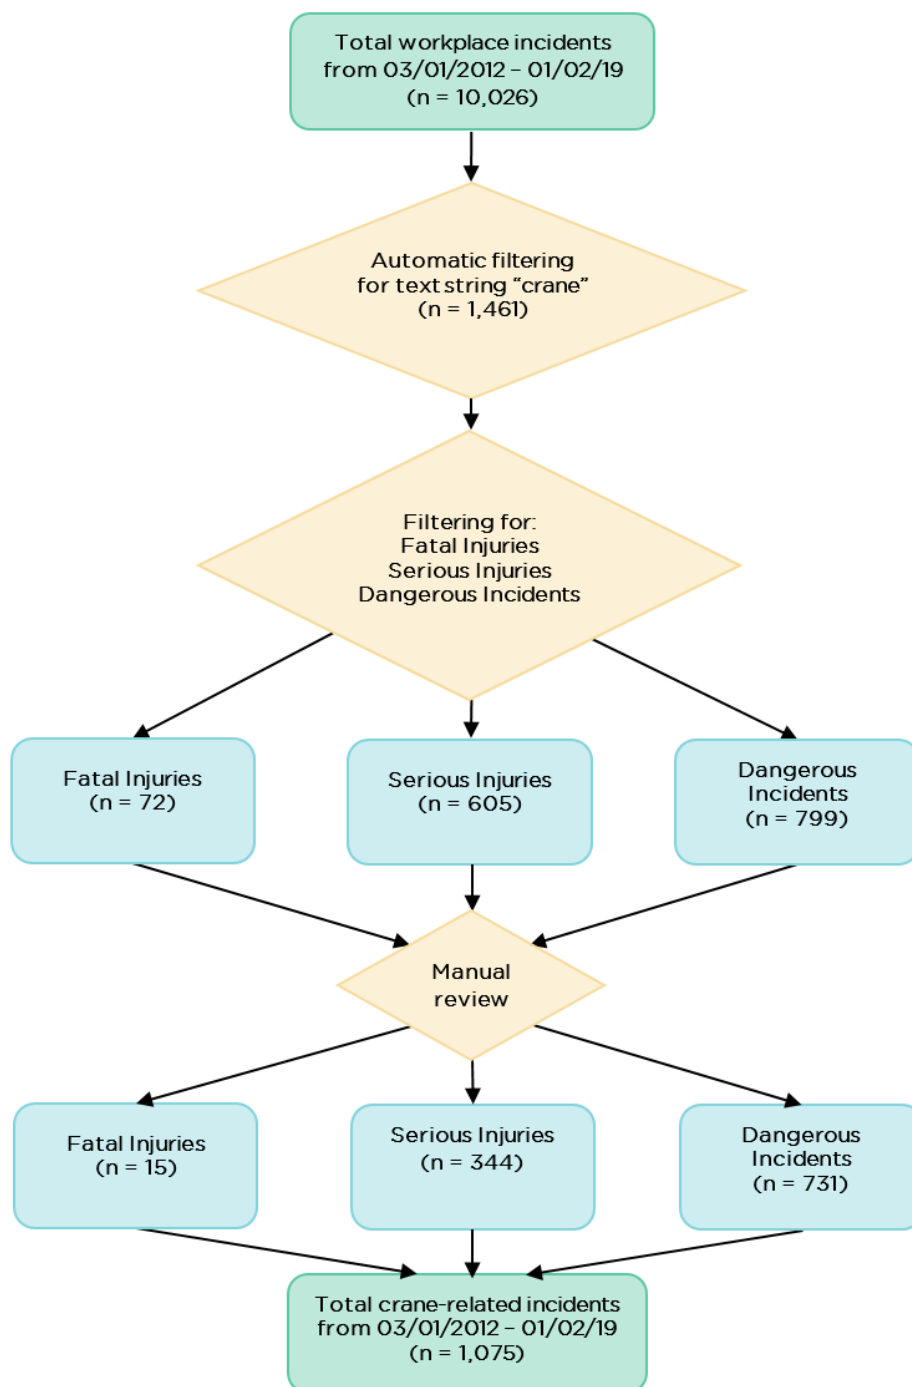 Total workplace incidents
from 03/01/2012 – 01/02/19
(n = 10,026)
Automatic filtering
for text string “crane”
(n = 1,461)
Filtering for:
Fatal Injuries
Serious Injuries
Dangerous Incidents
Fatal Injuries
(n = 72)
Serious Injuries
(n = 605)
Dangerous
Incidents
(n = 799)
Manual
review
Fatal Injuries
(n = 15)
Serious Injuries
(n = 344)
Dangerous
Incidents
(n = 731)
Total crane-related incidents
from 03/01/2012 – 01/02/19
(n = 1,075)